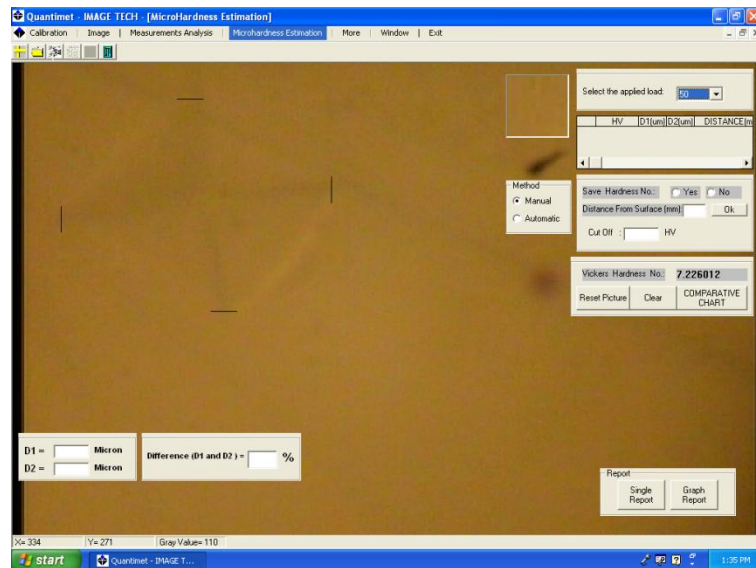 Quantimet - IMAGE TECH - [MicroHardness Estimation]
Calibration | Image | Measurements Analysis | Microhardness Estimation | More | Window | Exit
Select the applied load: 50
HV D1(um) D2(um) DISTANCE(m
Method
Manual
Automatic
Save Hardness No.: Yes No
Distance From Surface (mm): Ok
Cut Off : HV
Vickers Hardness No.: 7.226012
Reset Picture Clear COMPARATIVE CHART
D1 = Micron
D2 = Micron
Difference (D1 and D2 ) = %
Report
Single Report Graph Report
X= 334 Y= 271 Gray Value= 110
start Quantimet - IMAGE T... 1:35 PM